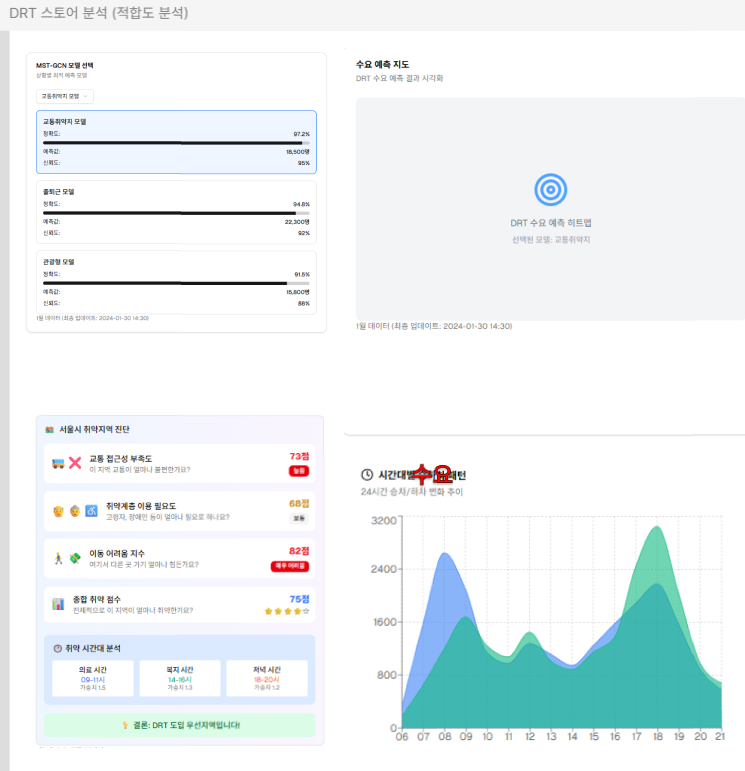 DRT 스토어 분석 (적합도 분석)
MST-GCN 모델 선택
상황별 최적 예측 모델
교통취약지 모델
교통취약지 모델
정확도: 97.2%
예측값: 18,500명
신뢰도: 95%
출퇴근 모델
정확도: 94.8%
예측값: 22,300명
신뢰도: 92%
관광형 모델
정확도: 91.5%
예측값: 15,800명
신뢰도: 88%
1월 데이터 (최종 업데이트: 2024-01-30 14:30)
수요 예측 지도
DRT 수요 예측 결과 시각화
DRT 수요 예측 히트맵
선택된 모델: 교통취약지
1월 데이터 (최종 업데이트: 2024-01-30 14:30)
서울시 취약지역 진단
교통 접근성 부족도 73점
이 지역 교통이 얼마나 불편한가요? 높음
취약계층 이용 필요도 68점
고령자, 장애인 등이 얼마나 필요로 하나요? 보통
이동 어려움 지수 82점
여기서 다른 곳 가기 얼마나 힘든가요? 매우 어려움
종합 취약 점수 75점
전체적으로 이 지역이 얼마나 취약한가요?
취약 시간대 분석
의료 시간 복지 시간 저녁 시간
09-11시 14-16시 18-20시
가중치 1.5 가중치 1.3 가중치 1.2
결론: DRT 도입 우선지역입니다!
시간대별 수요 패턴
24시간 승차/하차 변화 추이
3200
2400
1600
800
0
06 07 08 09 10 11 12 13 14 15 16 17 18 19 20 21